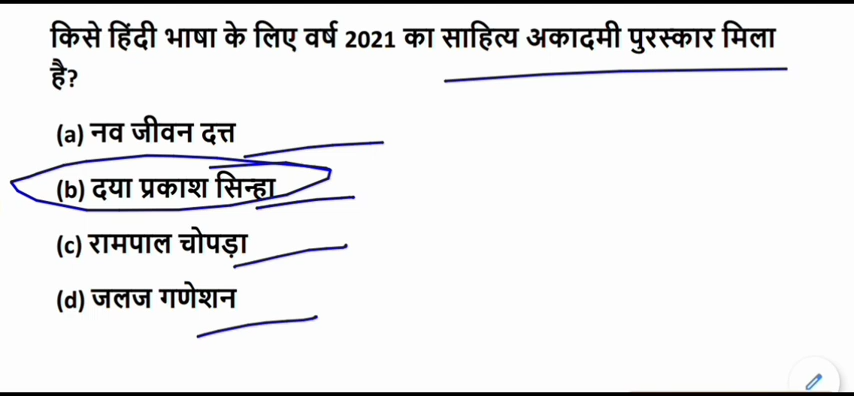 किसे हिंदी भाषा के लिए वर्ष 2021 का साहित्य अकादमी पुरस्कार मिला
है?
(a) नव जीवन दत्त
(b) दया प्रकाश सिन्हा
(c) रामपाल चोपड़ा
(d) जलज गणेशन